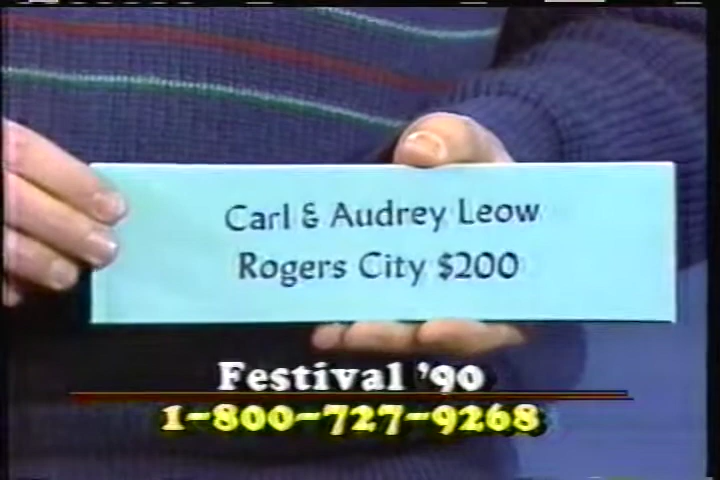 Carl & Audrey Leow
Rogers City $200
Festival '90
1-800-727-9268